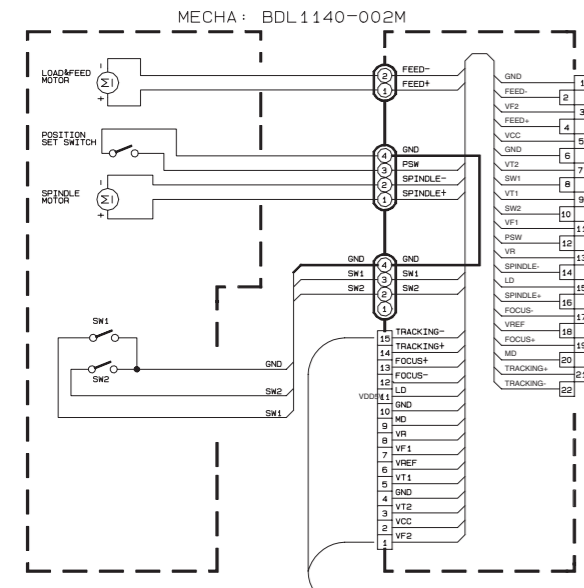 MECHA: BDL1140-002M
LOAD&FEED
MOTOR
M
+
-
2 FEED-
1 FEED+
POSITION
SET SWITCH
SPINDLE
MOTOR
M
+
-
4 GND
3 PSW
2 SPINDLE-
1 SPINDLE+
GND 4 GND
SW1 3 SW1
SW2 2 SW2
1
SW1
SW2
GND
SW2
SW1
15 TRACKING-
14 TRACKING+
13 FOCUS+
12 FOCUS-
VDD5V 11 LD
10 GND
9 MD
8 VR
7 VF1
6 VREF
5 VT1
4 GND
3 VT2
2 VCC
1 VF2
GND 1
FEED- 2
VF2 3
FEED+ 4
VCC 5
GND 6
VT2 7
SW1 8
VT1 9
SW2 10
VF1 11
PSW 12
VR 13
SPINDLE- 14
LD 15
SPINDLE+ 16
FOCUS- 17
VREF 18
FOCUS+ 19
MD 20
TRACKING+ 21
TRACKING- 22